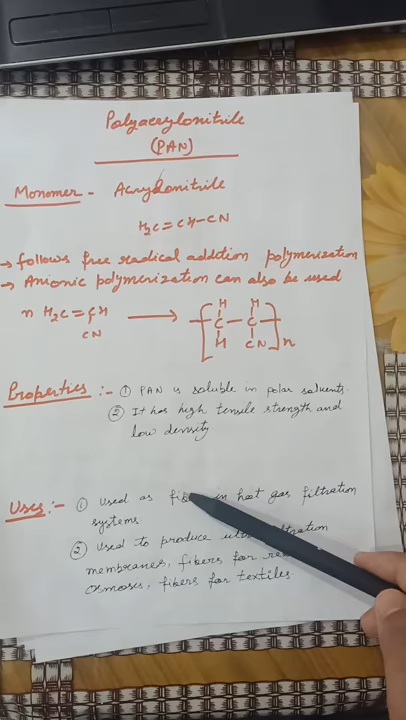 Polyacrylonitrile
(PAN)
Monomer - Acrylonitrile
H2C=CH-CN
→ follows free radical addition polymerization
→ Anionic polymerization can also be used
n H2C=CH
CN
H H
C-C
H CN n
Properties :- ① PAN is soluble in polar solvents.
② It has high tensile strength and
low density.
Uses :- ① Used as in hot gas filtration
systems.
② Used to produce
membranes, fibers for
osmoses, fibers for textiles